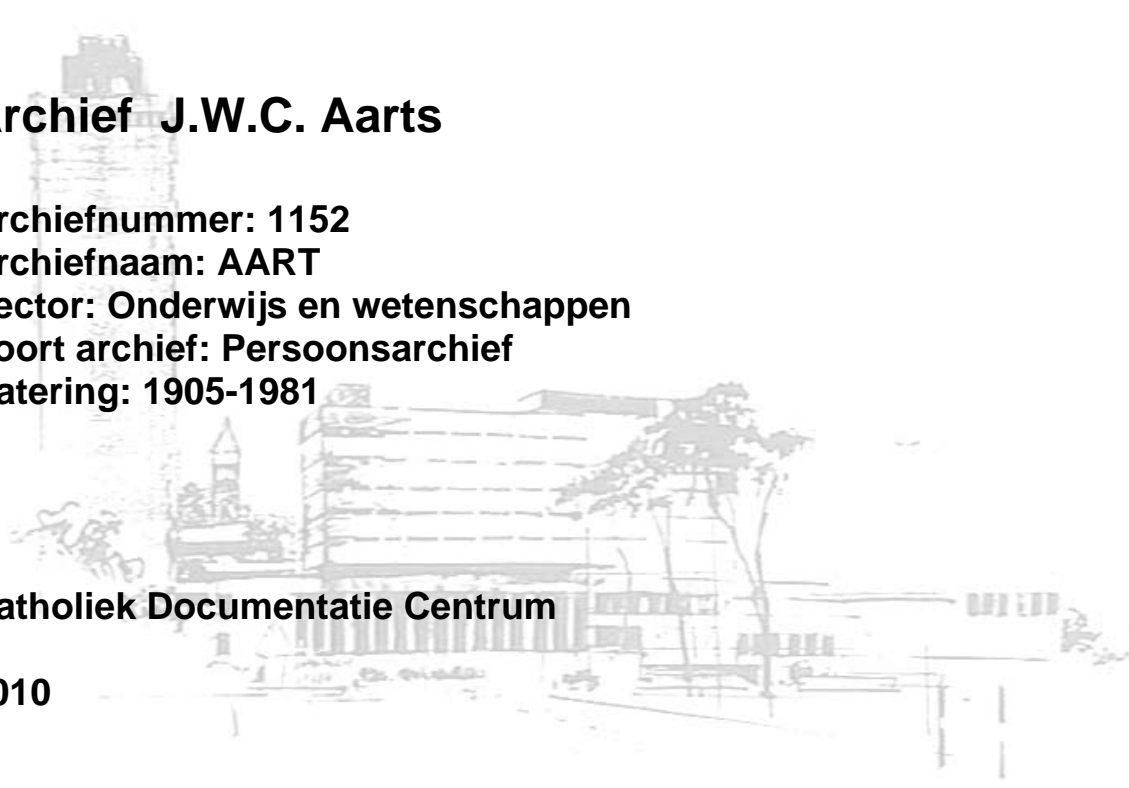 rchief J.W.C. Aarts
rchiefnummer: 1152
rchiefnaam: AART
ector: Onderwijs en wetenschappen
oort archief: Persoonsarchief
atering: 1905-1981
atholiek Documentatie Centrum
010